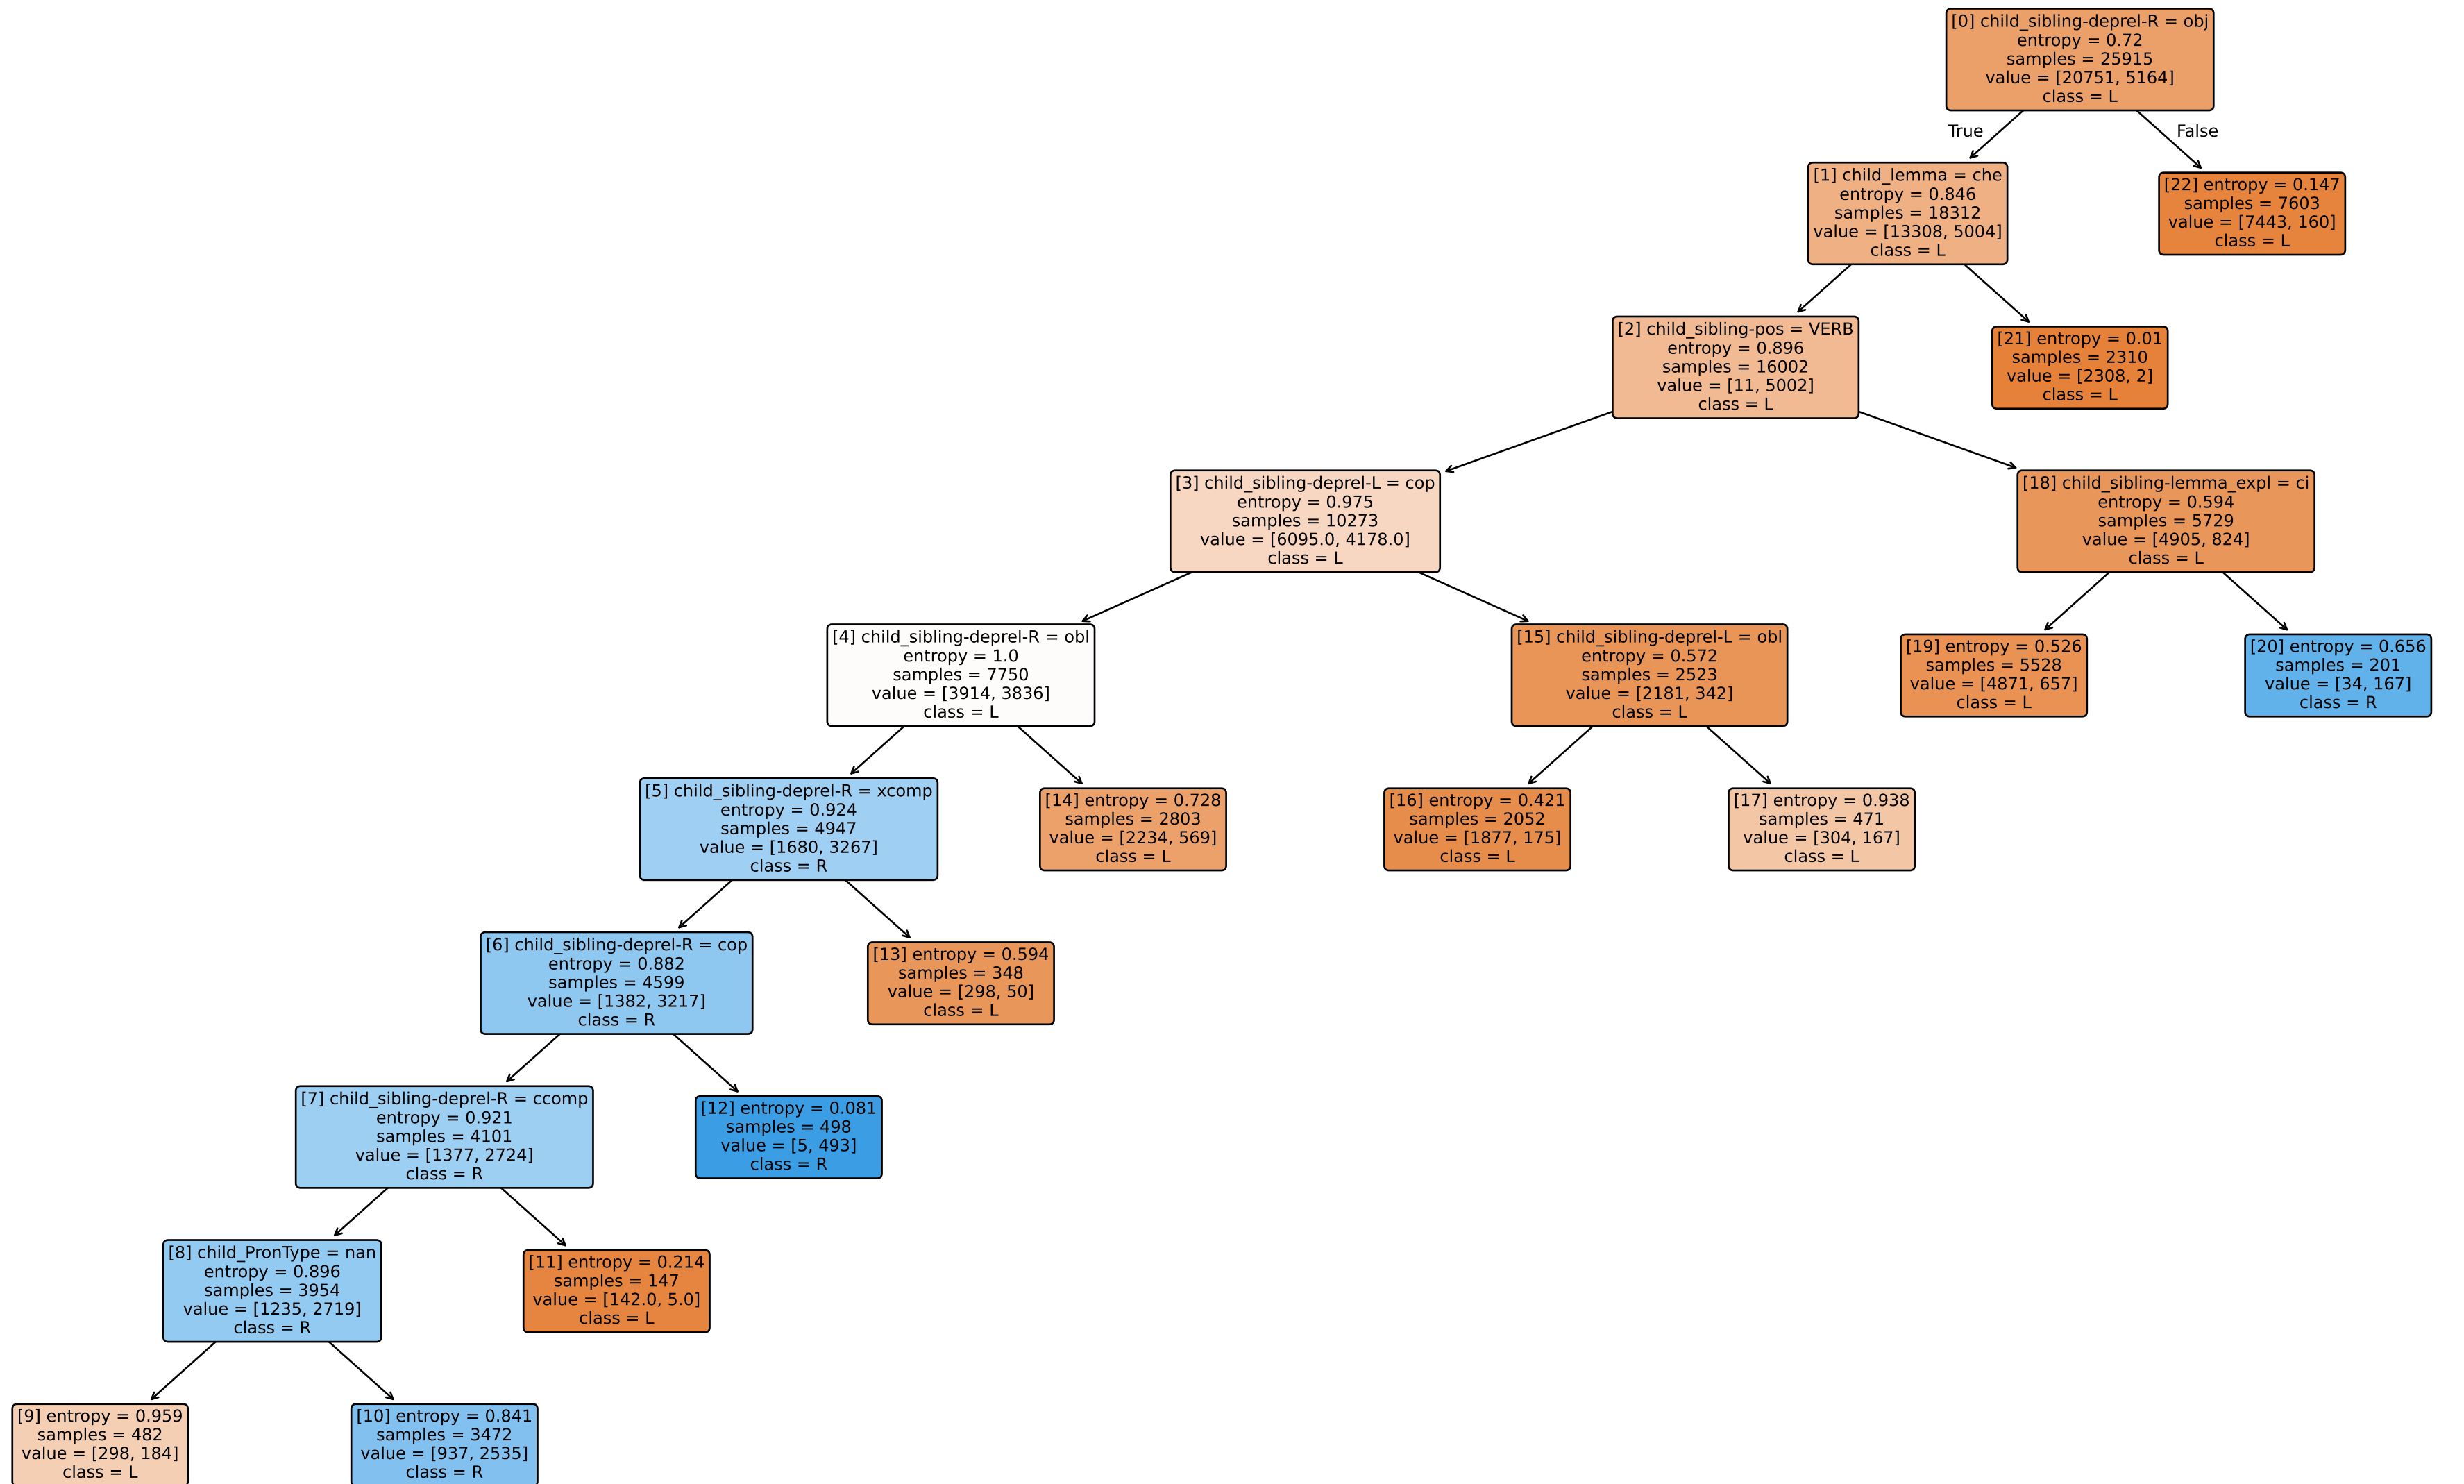 [0] child_sibling-deprel-R = obj
entropy = 0.72
samples = 25915
value = [20751, 5164]
class = L
True
False
[1] child_lemma = che
entropy = 0.846
samples = 18312
value = [13308, 5004]
class = L
[22] entropy = 0.147
samples = 7603
value = [7443, 160]
class = L
[2] child_sibling-pos = VERB
entropy = 0.896
samples = 16002
value = [11, 5002]
class = L
[21] entropy = 0.01
samples = 2310
value = [2308, 2]
class = L
[3] child_sibling-deprel-L = cop
entropy = 0.975
samples = 10273
value = [6095.0, 4178.0]
class = L
[18] child_sibling-lemma_expl = ci
entropy = 0.594
samples = 5729
value = [4905, 824]
class = L
[4] child_sibling-deprel-R = obl
entropy = 1.0
samples = 7750
value = [3914, 3836]
class = L
[15] child_sibling-deprel-L = obl
entropy = 0.572
samples = 2523
value = [2181, 342]
class = L
[19] entropy = 0.526
samples = 5528
value = [4871, 657]
class = L
[20] entropy = 0.656
samples = 201
value = [34, 167]
class = R
[5] child_sibling-deprel-R = xcomp
entropy = 0.924
samples = 4947
value = [1680, 3267]
class = R
[14] entropy = 0.728
samples = 2803
value = [2234, 569]
class = L
[16] entropy = 0.421
samples = 2052
value = [1877, 175]
class = L
[17] entropy = 0.938
samples = 471
value = [304, 167]
class = L
[6] child_sibling-deprel-R = cop
entropy = 0.882
samples = 4599
value = [1382, 3217]
class = R
[13] entropy = 0.594
samples = 348
value = [298, 50]
class = L
[7] child_sibling-deprel-R = ccomp
entropy = 0.921
samples = 4101
value = [1377, 2724]
class = R
[12] entropy = 0.081
samples = 498
value = [5, 493]
class = R
[8] child_PronType = nan
entropy = 0.896
samples = 3954
value = [1235, 2719]
class = R
[11] entropy = 0.214
samples = 147
value = [142.0, 5.0]
class = L
[9] entropy = 0.959
samples = 482
value = [298, 184]
class = L
[10] entropy = 0.841
samples = 3472
value = [937, 2535]
class = R